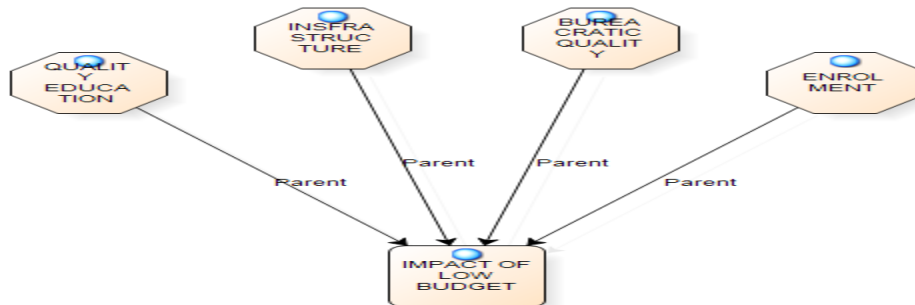 QUALIT
Y
EDUCA
TION
INSFRA
STRUC
TURE
BUREA
CRATIC
QUALIT
Y
ENROL
MENT
Parent
Parent
Parent
Parent
IMPACT OF
LOW
BUDGET